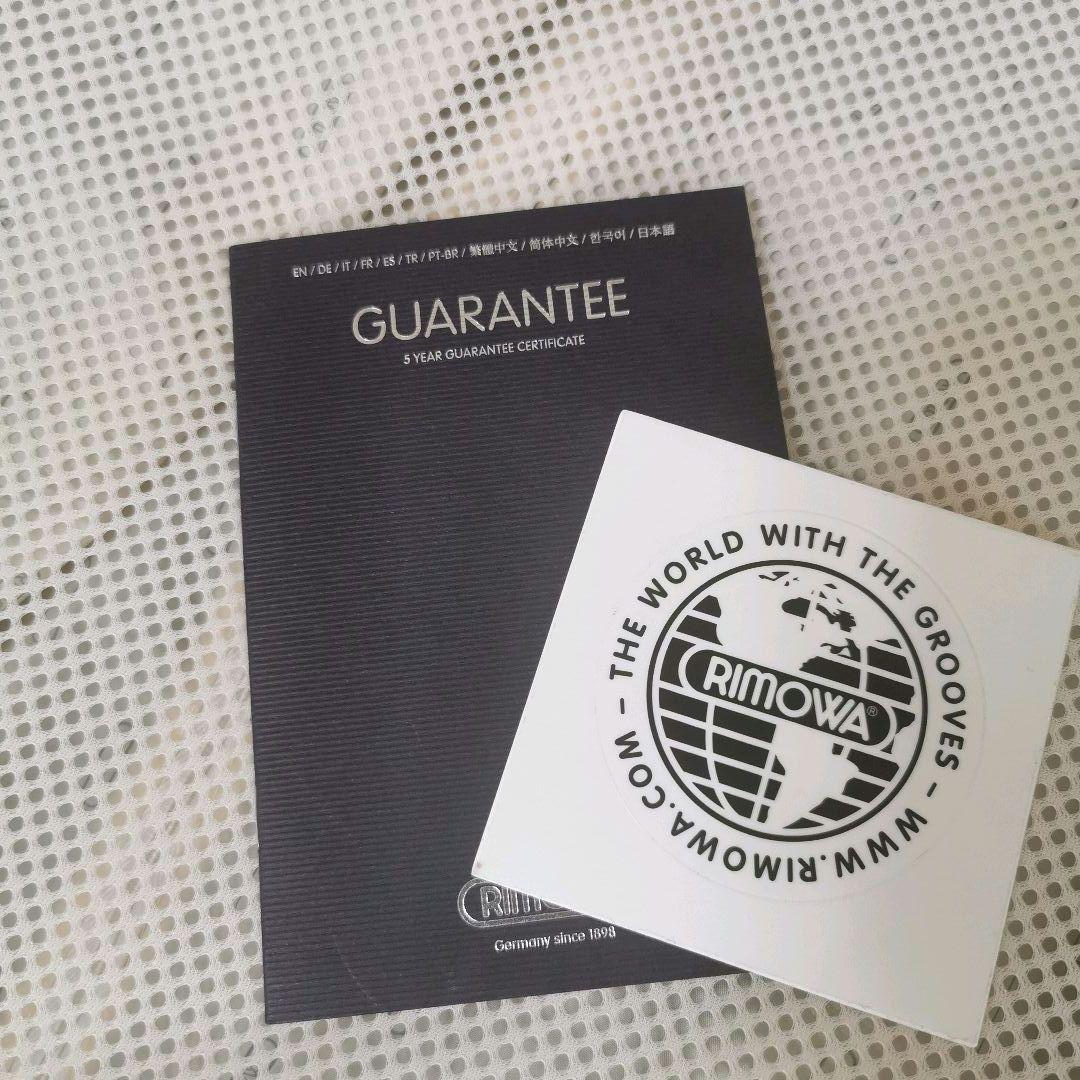 EN / DE / IT / FR / ES / TR / PT-BR / 繁體中文 / 简体中文 / 한국어 / 日本語
GUARANTEE
5 YEAR GUARANTEE CERTIFICATE
THE WORLD WITH THE GROOVES – WWW.RIMOWA.COM –
RIMOWA®
Germany since 1898